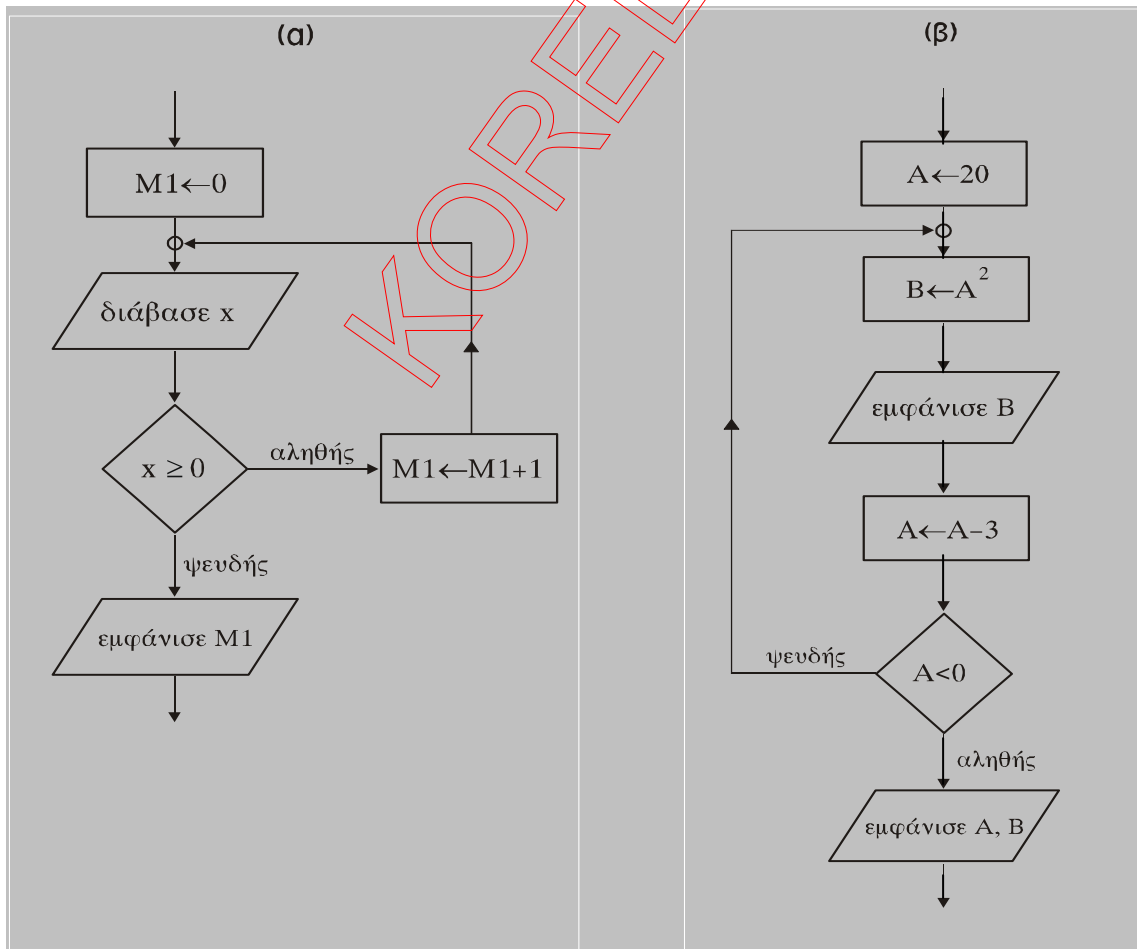 (α)
M1←0
διάβασε x
x ≥ 0
αληθής
M1←M1+1
ψευδής
εμφάνισε M1
(β)
A←20
B←A²
εμφάνισε B
A←A-3
A<0
ψευδής
αληθής
εμφάνισε A, B
KOREL